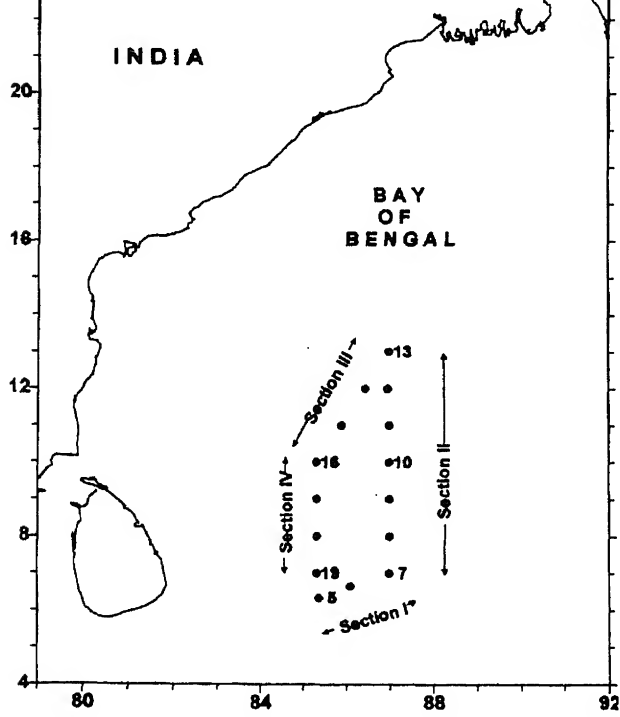 INDIA
20
BAY
OF
BENGAL
16
13
Section III
12
16
10
Section IV
Section II
8
19
7
5
Section I
4
80
84
88
92